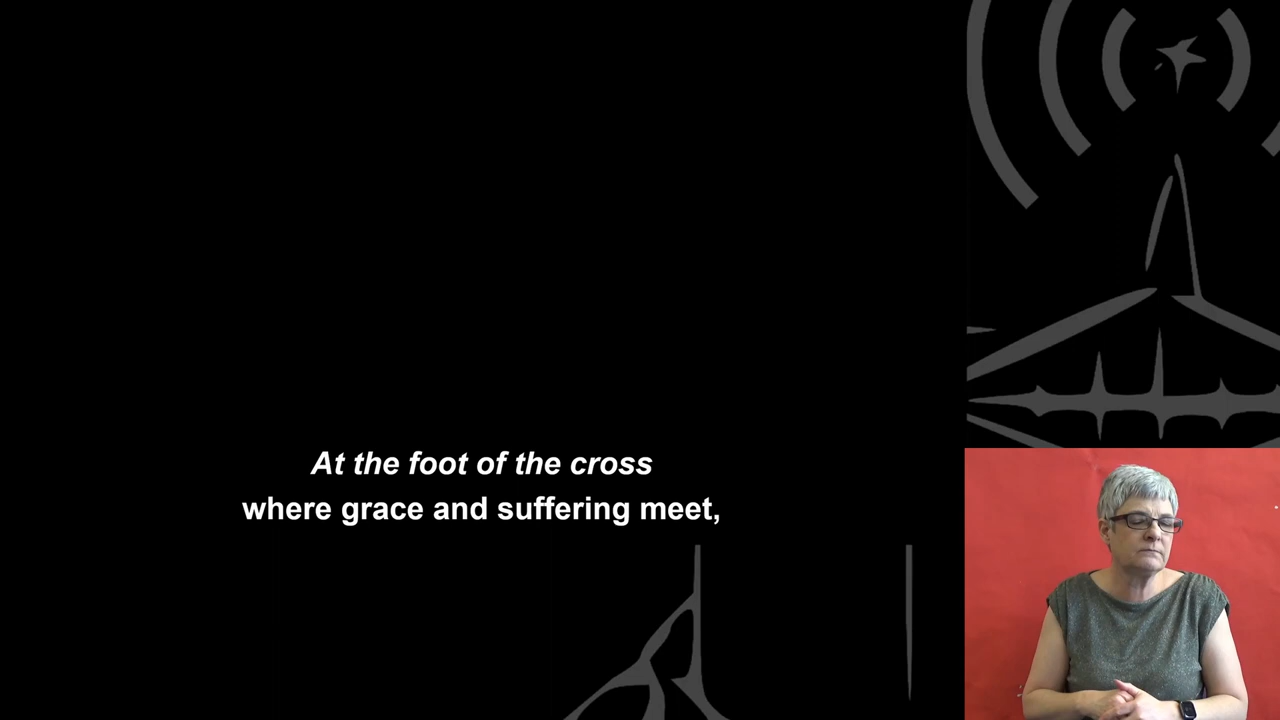 At the foot of the cross
where grace and suffering meet,